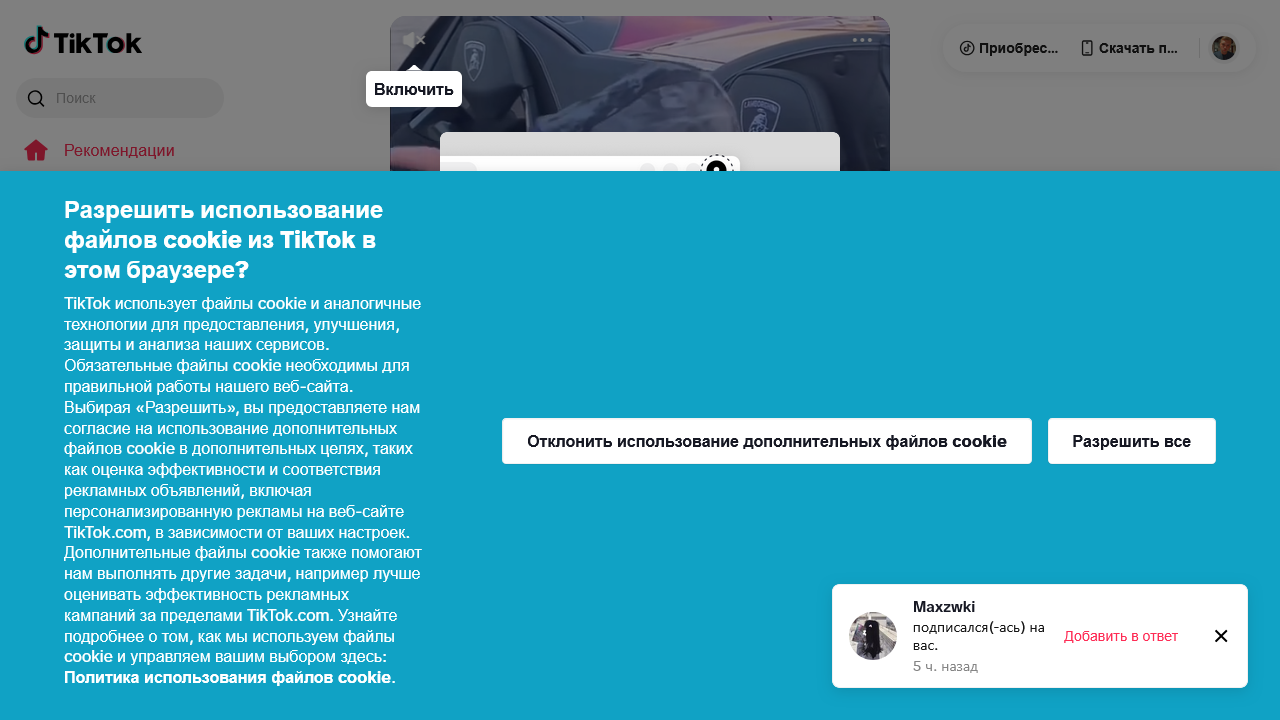 TikTok
Приобрес...
Скачать п...
Поиск
Включить
Рекомендации
Разрешить использование
файлов cookie из TikTok в
этом браузере?
TikTok использует файлы cookie и аналогичные
технологии для предоставления, улучшения,
защиты и анализа наших сервисов.
Обязательные файлы cookie необходимы для
правильной работы нашего веб-сайта.
Выбирая «Разрешить», вы предоставляете нам
согласие на использование дополнительных
файлов cookie в дополнительных целях, таких
как оценка эффективности и соответствия
рекламных объявлений, включая
персонализированную рекламы на веб-сайте
TikTok.com, в зависимости от ваших настроек.
Дополнительные файлы cookie также помогают
нам выполнять другие задачи, например лучше
оценивать эффективность рекламных
кампаний за пределами TikTok.com. Узнайте
подробнее о том, как мы используем файлы
cookie и управляем вашим выбором здесь:
Политика использования файлов cookie.
Отклонить использование дополнительных файлов cookie
Разрешить все
Maxzwki
подписался(-ась) на
вас.
5 ч. назад
Добавить в ответ